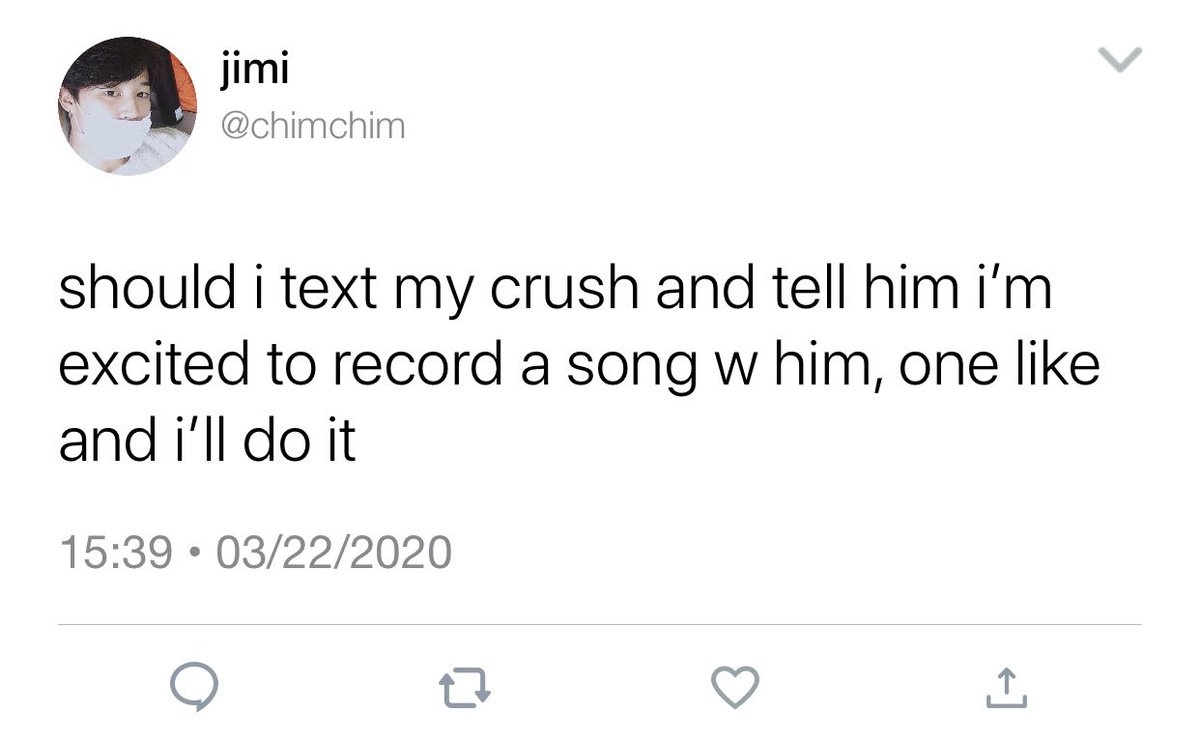 jimi
@chimchim
should i text my crush and tell him i’m
excited to record a song w him, one like
and i’ll do it
15:39 • 03/22/2020